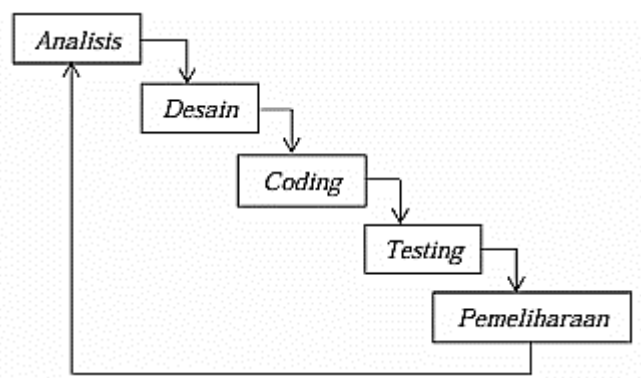 Analisis
Desain
Coding
Testing
Pemeliharaan